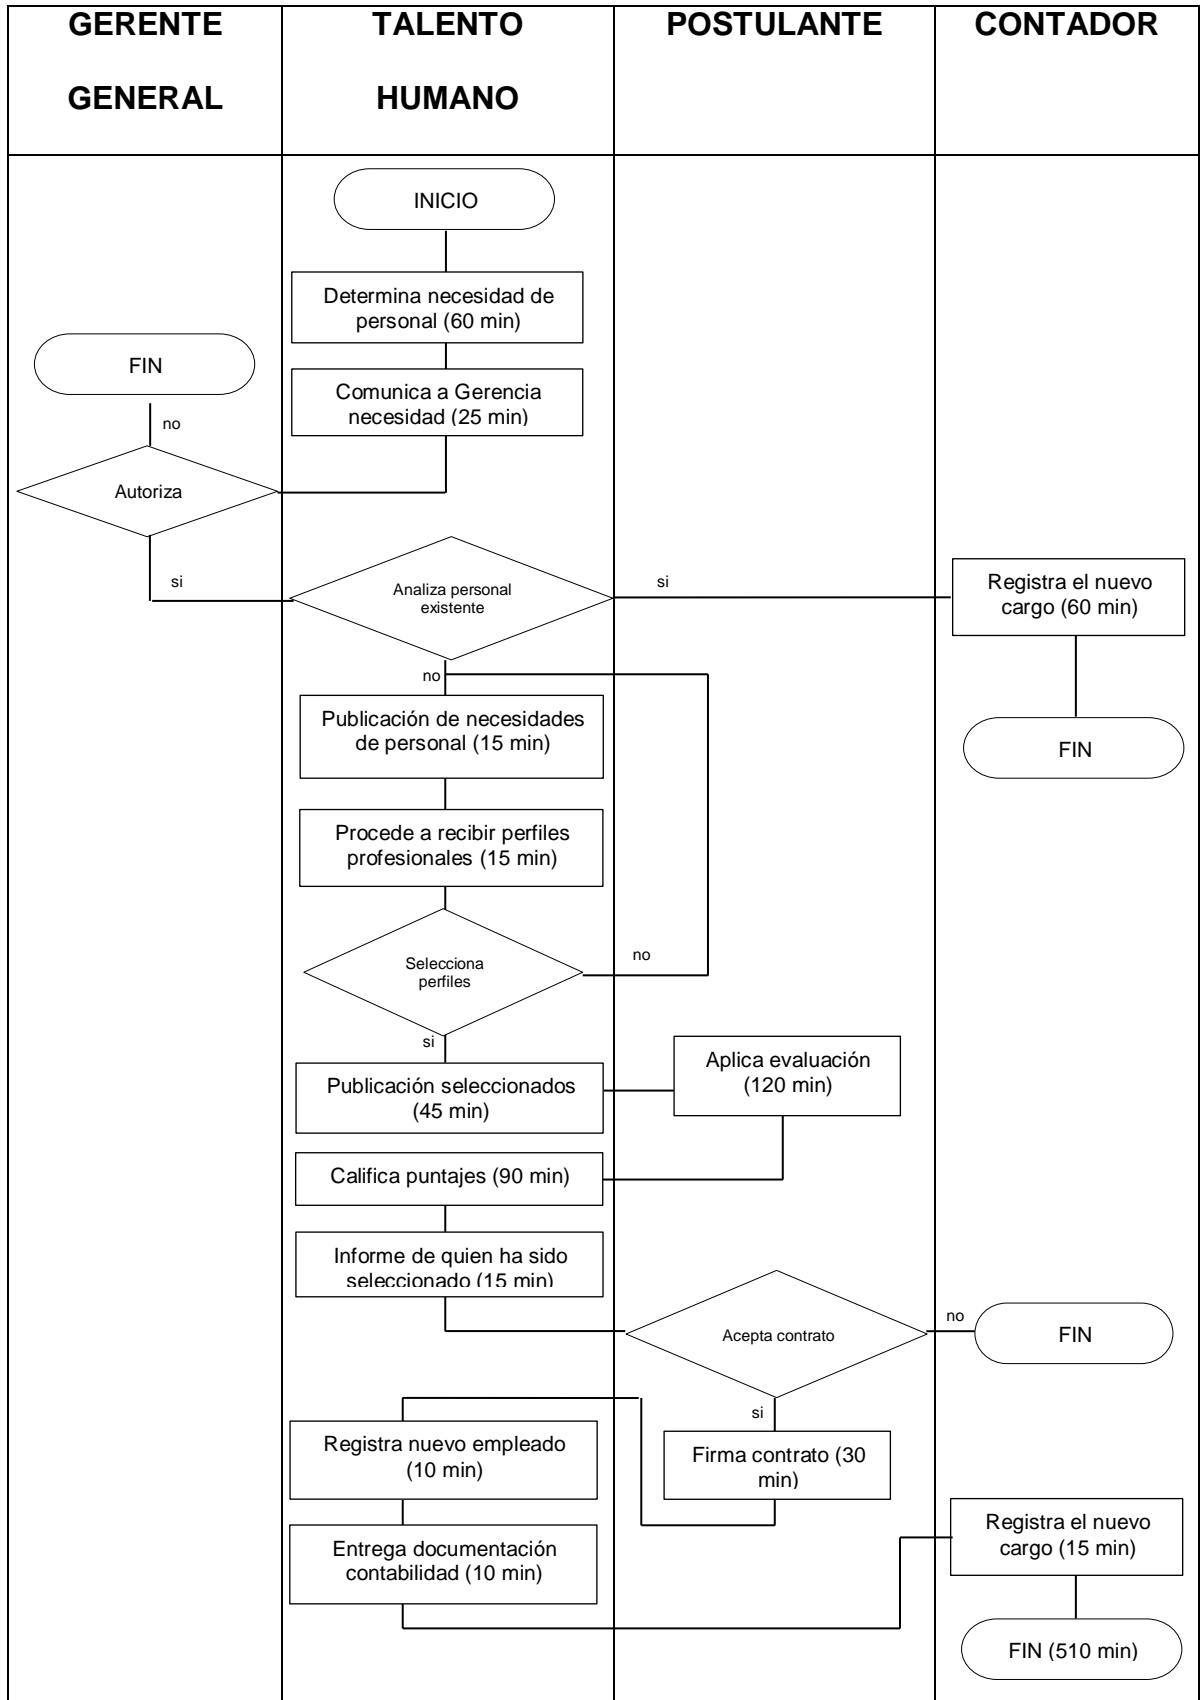 GERENTE
GENERAL
TALENTO
HUMANO
POSTULANTE
CONTADOR
INICIO
Determina necesidad de
personal (60 min)
Comunica a Gerencia
necesidad (25 min)
FIN
no
Autoriza
si
Analiza personal
existente
si
Registra el nuevo
cargo (60 min)
FIN
no
Publicación de necesidades
de personal (15 min)
Procede a recibir perfiles
profesionales (15 min)
Selecciona
perfiles
no
si
Publicación seleccionados
(45 min)
Aplica evaluación
(120 min)
Califica puntajes (90 min)
Informe de quien ha sido
seleccionado (15 min)
Acepta contrato
no
FIN
si
Firma contrato (30
min)
Registra nuevo empleado
(10 min)
Entrega documentación
contabilidad (10 min)
Registra el nuevo
cargo (15 min)
FIN (510 min)